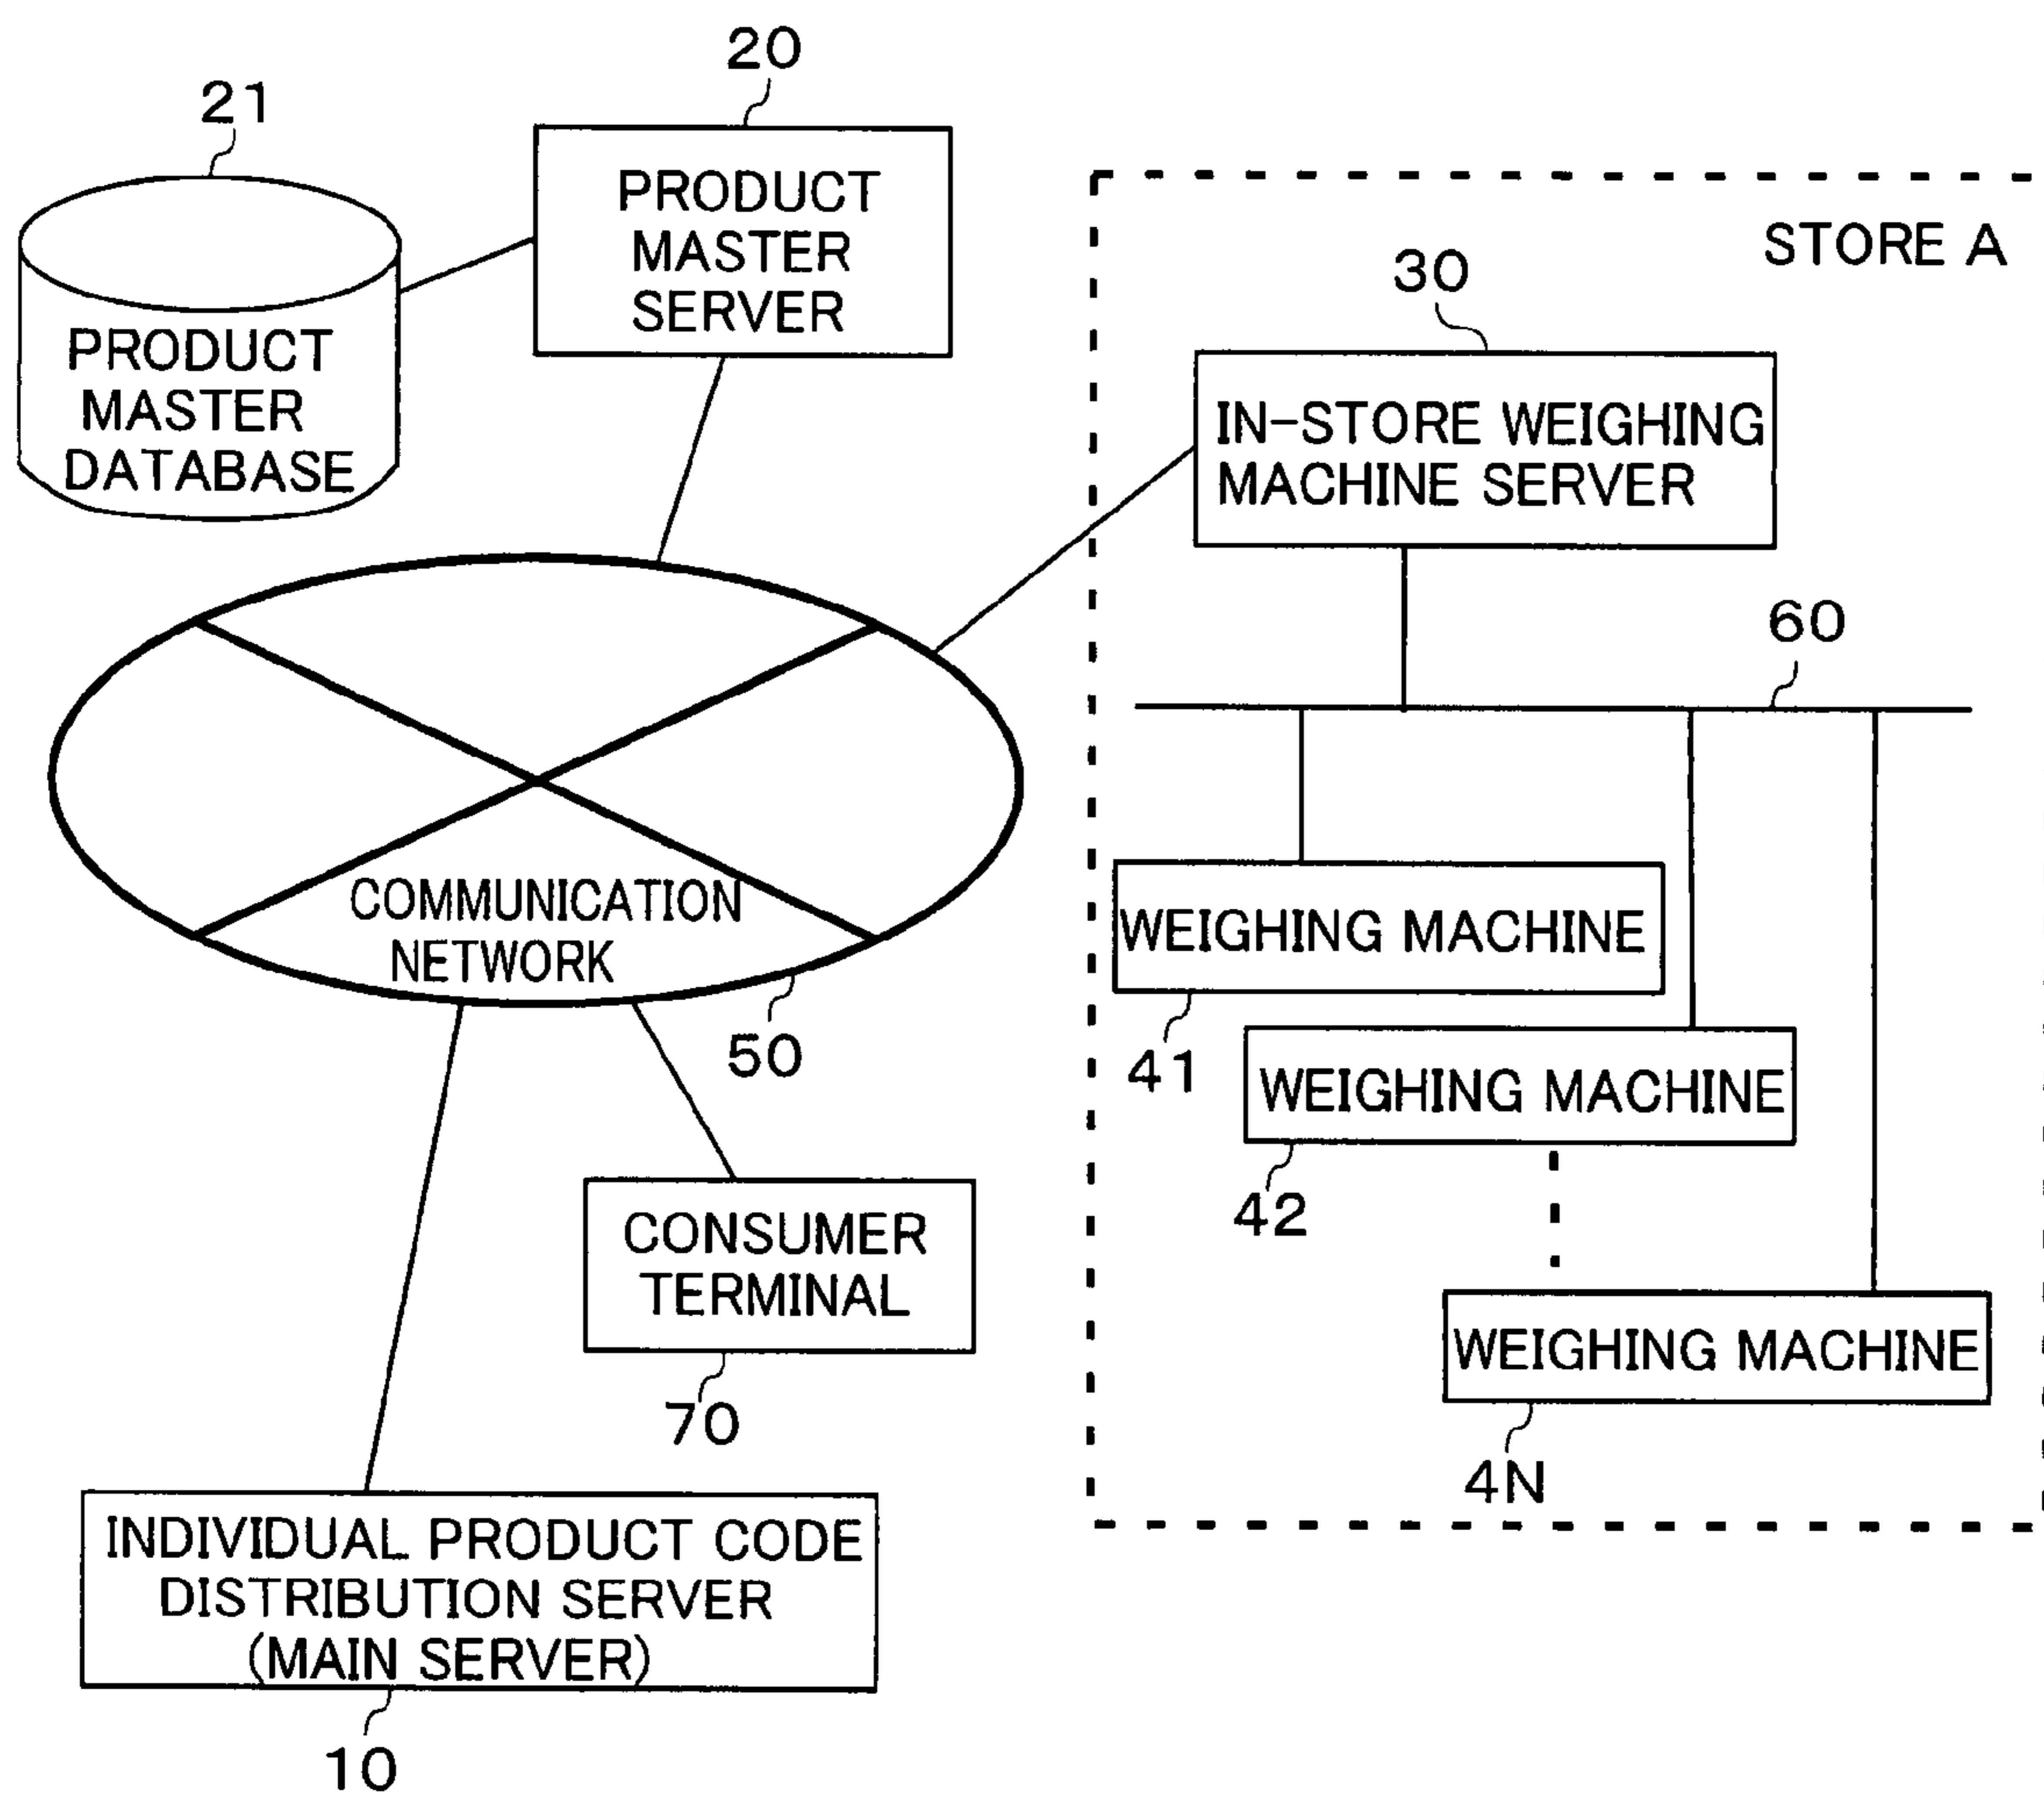 20
21
PRODUCT
MASTER
SERVER
PRODUCT
MASTER
DATABASE
STORE A
30
IN-STORE WEIGHING
MACHINE SERVER
60
COMMUNICATION
NETWORK
50
WEIGHING MACHINE
41
WEIGHING MACHINE
42
WEIGHING MACHINE
4N
CONSUMER
TERMINAL
70
INDIVIDUAL PRODUCT CODE
DISTRIBUTION SERVER
(MAIN SERVER)
10